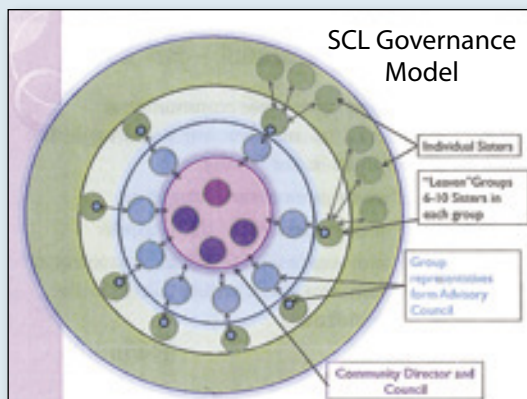 SCL Governance
Model
Individual Sisters
"Leaven" Groups
6-10 Sisters in
each group
Group
representatives
form Advisory
Council
Community Director and
Council